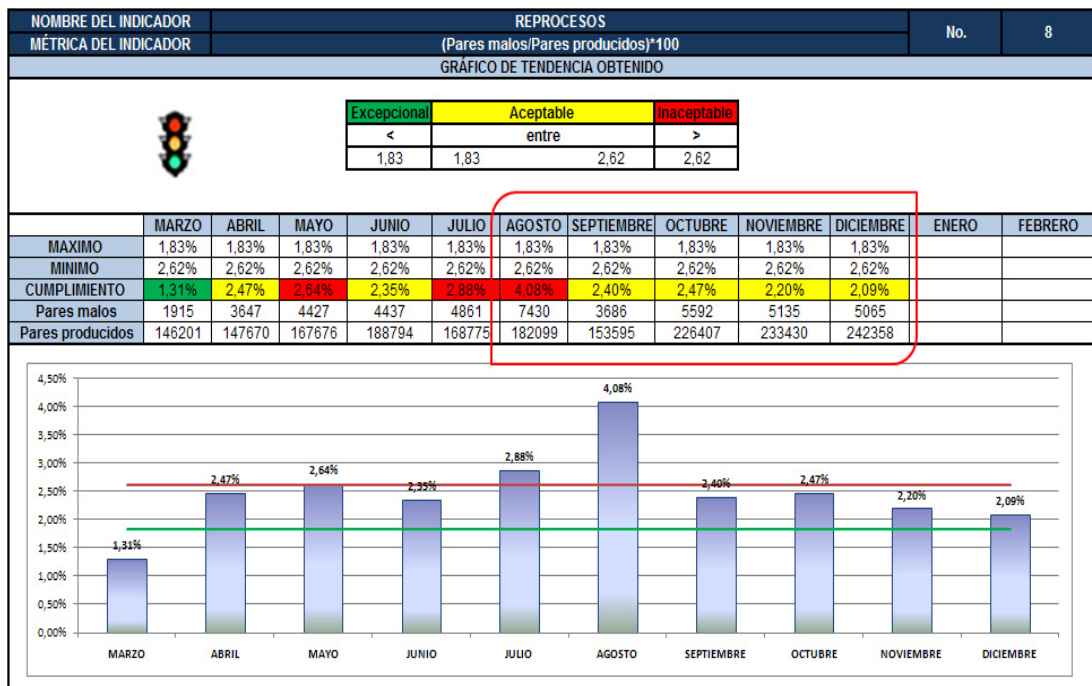 NOMBRE DEL INDICADOR REPROCESOS No. 8
MÉTRICA DEL INDICADOR (Pares malos/Pares producidos)*100
GRÁFICO DE TENDENCIA OBTENIDO
Excepcional Aceptable Inaceptable
< entre >
1,83 1,83 2,62 2,62
MARZO ABRIL MAYO JUNIO JULIO AGOSTO SEPTIEMBRE OCTUBRE NOVIEMBRE DICIEMBRE ENERO FEBRERO
MAXIMO 1,83% 1,83% 1,83% 1,83% 1,83% 1,83% 1,83% 1,83% 1,83% 1,83%
MINIMO 2,62% 2,62% 2,62% 2,62% 2,62% 2,62% 2,62% 2,62% 2,62% 2,62%
CUMPLIMIENTO 1,31% 2,47% 2,64% 2,35% 2,88% 4,08% 2,40% 2,47% 2,20% 2,09%
Pares malos 1915 3647 4427 4437 4861 7430 3686 5592 5135 5065
Pares producidos 146201 147670 167676 188794 168775 182099 153595 226407 233430 242358
4,50%
4,00%
3,50%
3,00%
2,50%
2,00%
1,50%
1,00%
0,50%
0,00%
1,31% 2,47% 2,64% 2,35% 2,88% 4,08% 2,40% 2,47% 2,20% 2,09%
MARZO ABRIL MAYO JUNIO JULIO AGOSTO SEPTIEMBRE OCTUBRE NOVIEMBRE DICIEMBRE